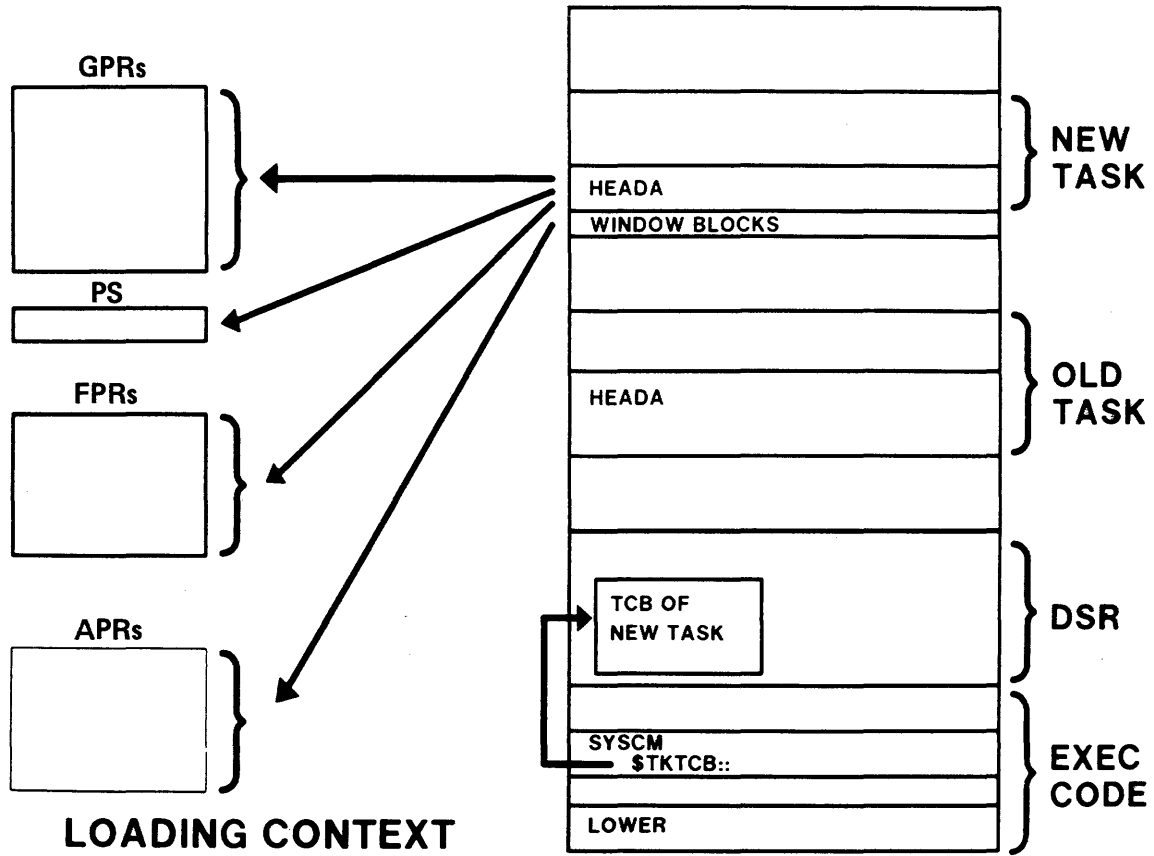 GPRs
PS
FPRs
APRs
LOADING CONTEXT
HEADA
WINDOW BLOCKS
HEADA
TCB OF
NEW TASK
SYSCM
$TKTCB::
LOWER
NEW
TASK
OLD
TASK
DSR
EXEC
CODE